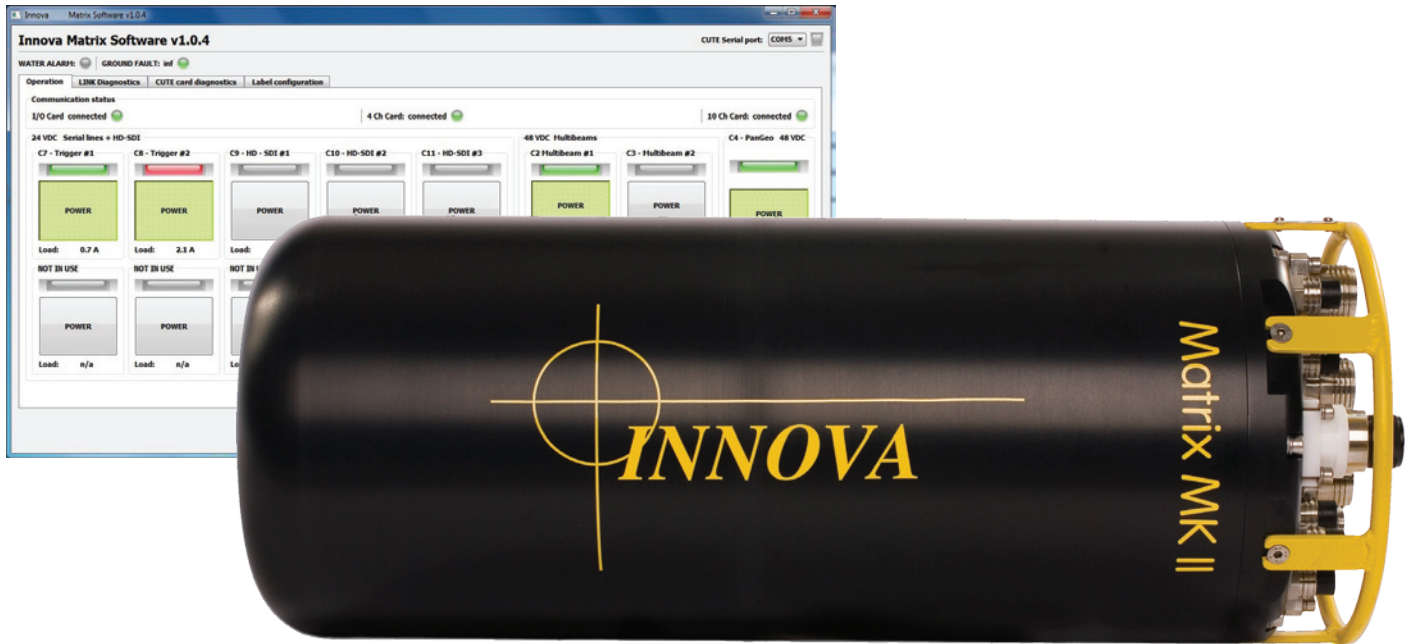 Innova Matrix Software v1.0.4
Innova Matrix Software v1.0.4
CUTE Serial port: COM5
WATER ALARM: GROUND FAULT: inf
Operation LINK Diagnostics CUTE card diagnostics Label configuration
Communication status
I/O Card connected 4 Ch Card: connected 10 Ch Card: connected
24 VDC Serial lines + HD-SDI 48 VDC Multibeams C4 - PanGeo 48 VDC
C7 - Trigger #1 C8 - Trigger #2 C9 - HD - SDI #1 C10 - HD-SDI #2 C11 - HD-SDI #3 C2 Multibeam #1 C3 - Multibeam #2
POWER POWER POWER POWER POWER POWER POWER POWER
Load: 0.7 A Load: 2.1 A Load:
NOT IN USE NOT IN USE NOT IN
POWER POWER
Load: n/a Load: n/a
INNOVA
Matrix MK II